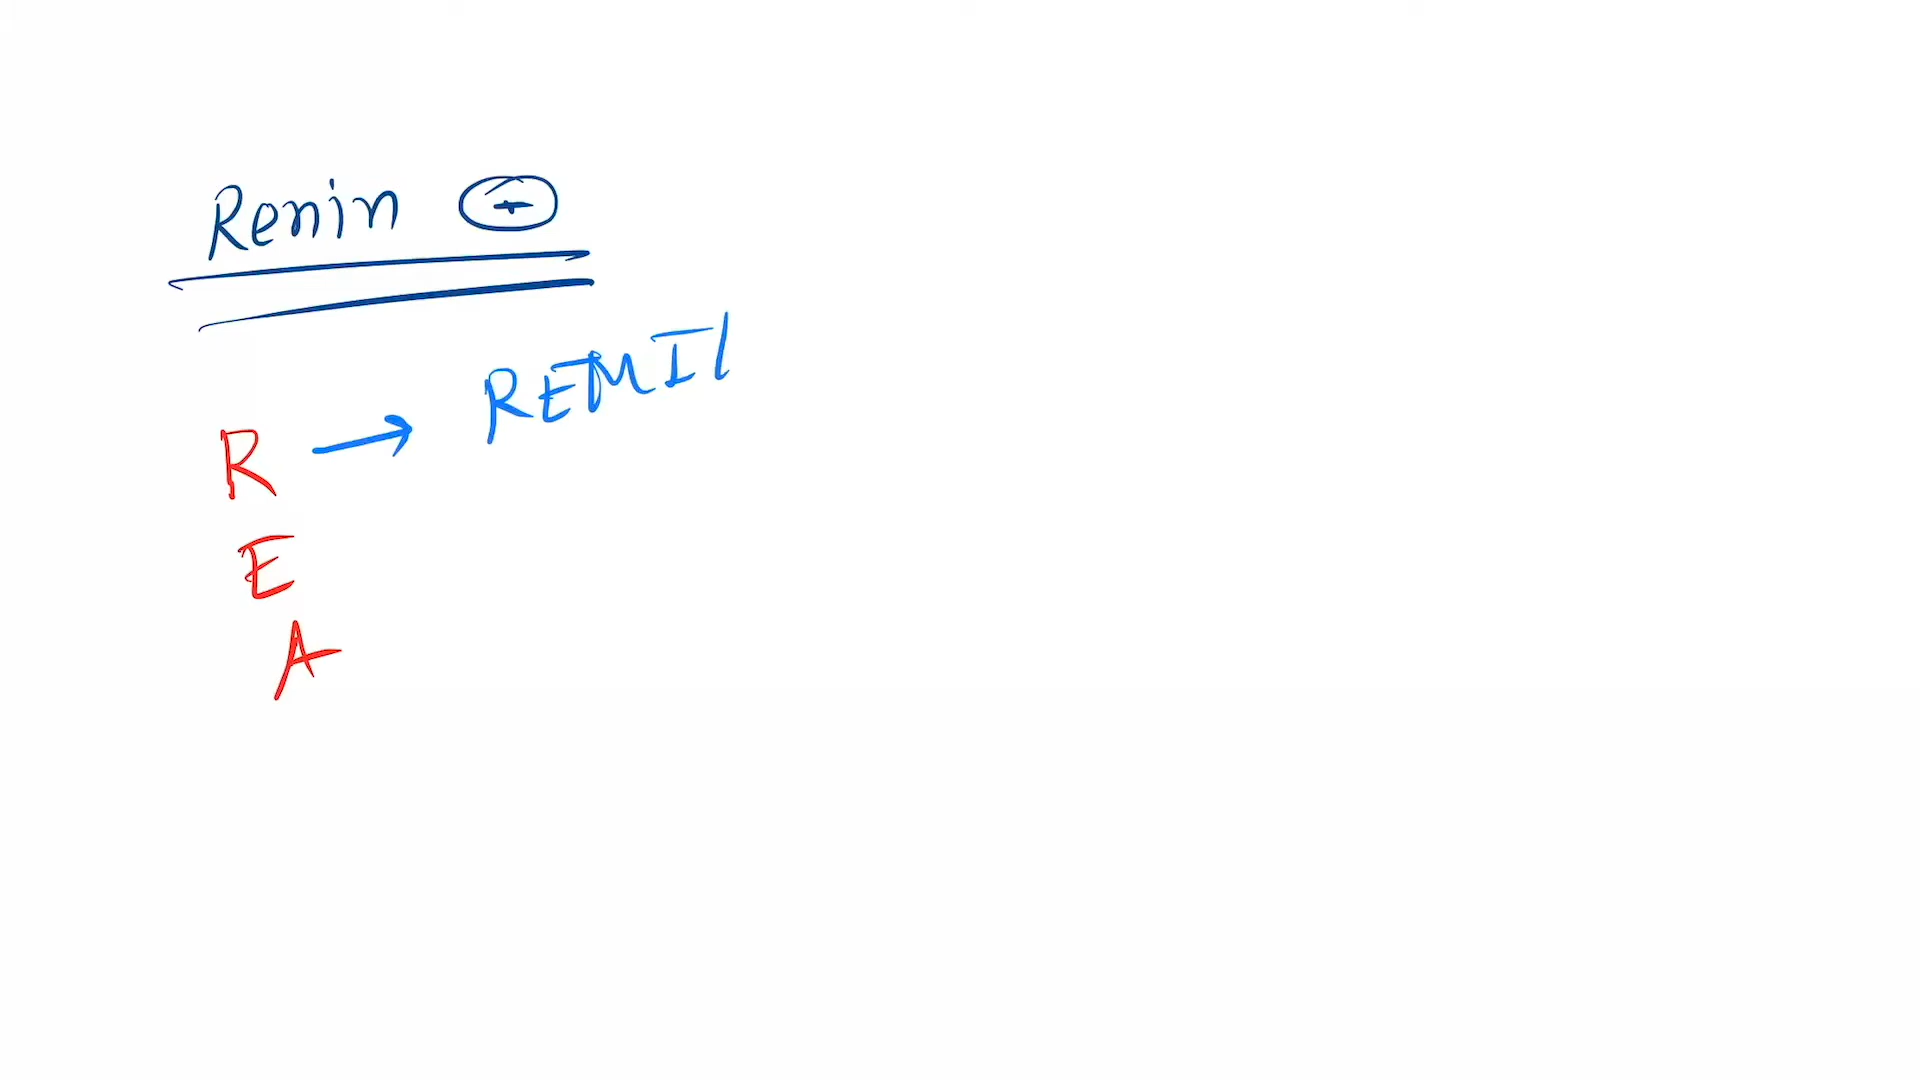 Renin +
R → REMIL
E
A